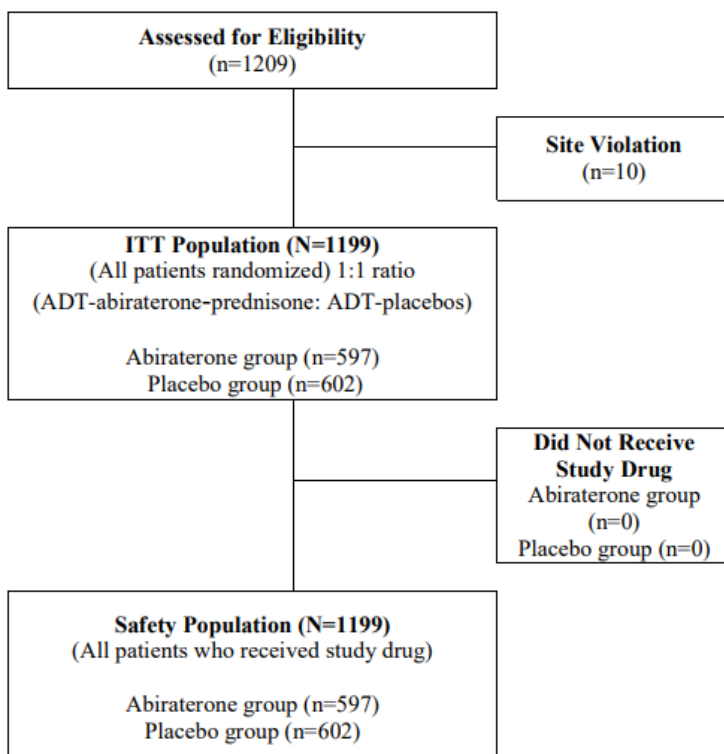 Assessed for Eligibility
(n=1209)
Site Violation
(n=10)
ITT Population (N=1199)
(All patients randomized) 1:1 ratio
(ADT-abiraterone-prednisone: ADT-placebos)
Abiraterone group (n=597)
Placebo group (n=602)
Did Not Receive
Study Drug
Abiraterone group
(n=0)
Placebo group (n=0)
Safety Population (N=1199)
(All patients who received study drug)
Abiraterone group (n=597)
Placebo group (n=602)